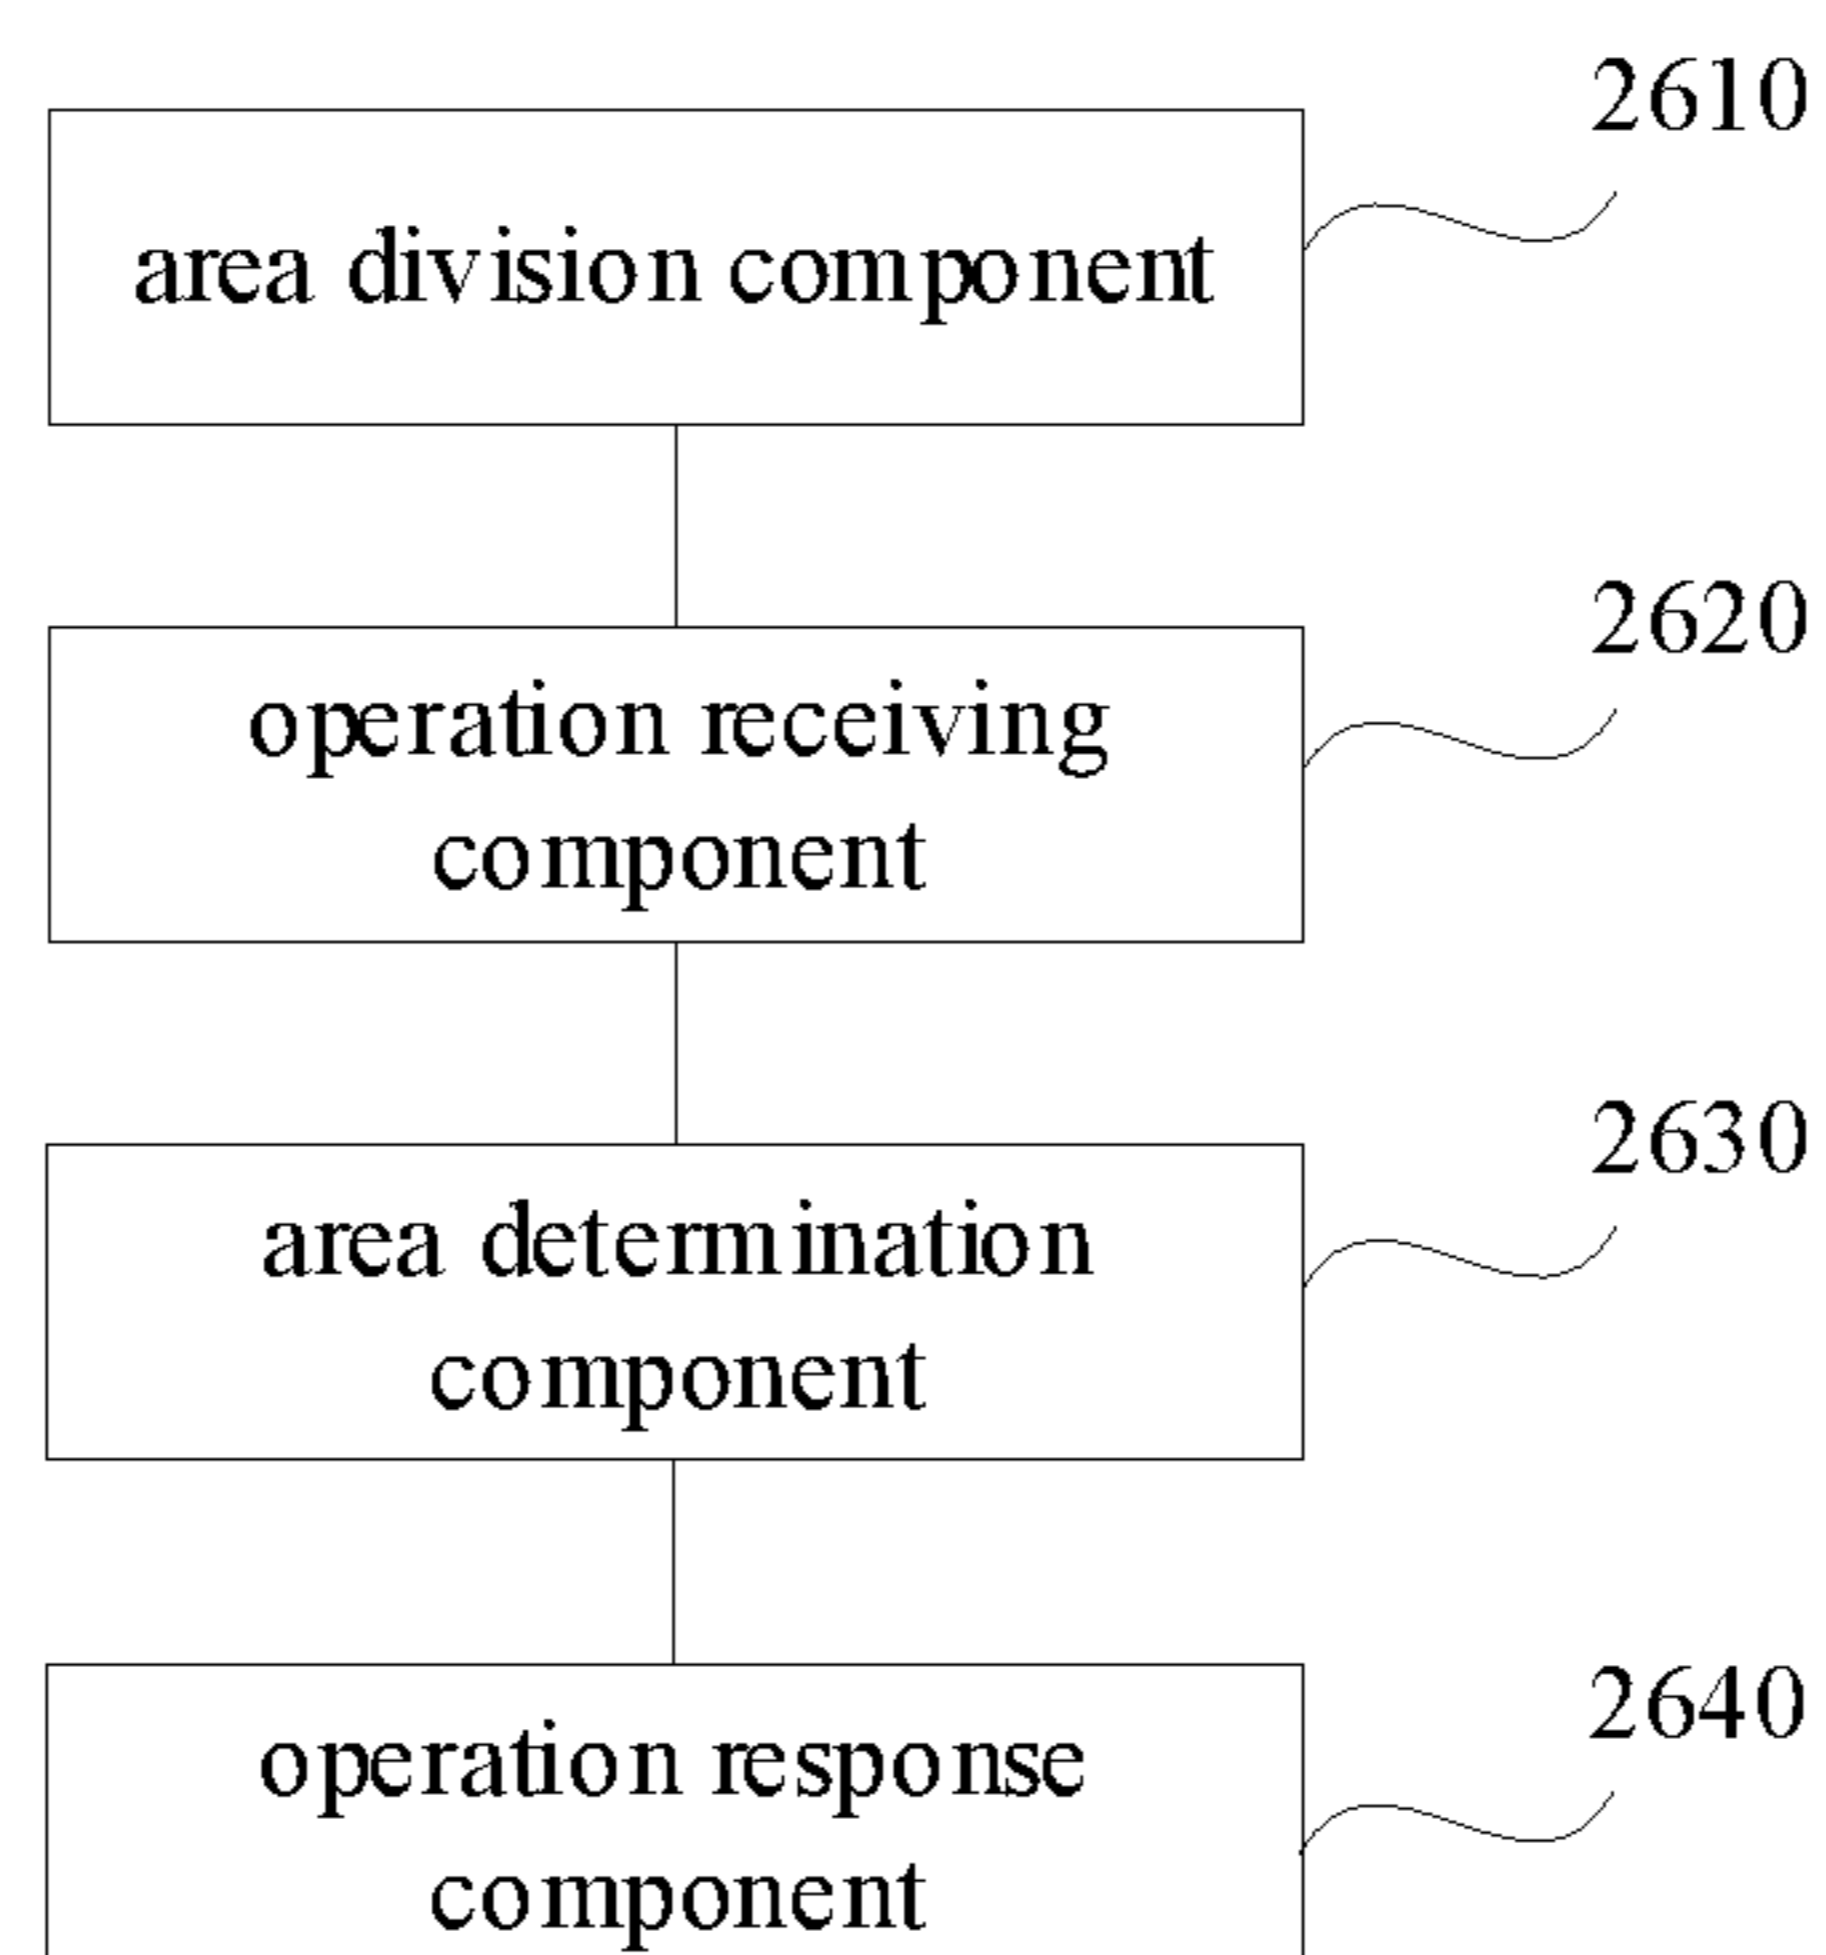 2610
area division component
2620
operation receiving
component
2630
area determination
component
2640
operation response
component